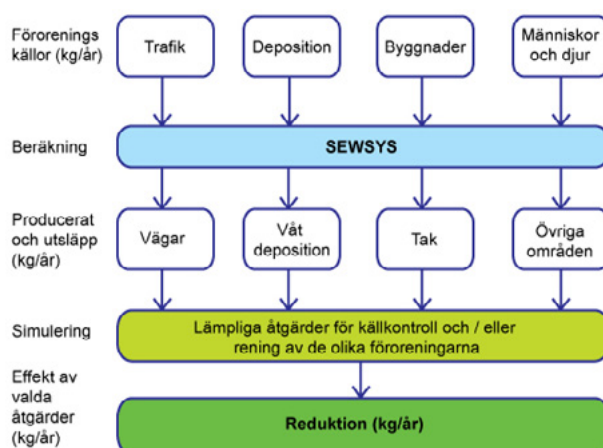 Förorenings
källor (kg/år)
Trafik
Deposition
Byggnader
Människor
och djur
Beräkning
SEWSYS
Producerat
och utsläpp
(kg/år)
Vägar
Våt
deposition
Tak
Övriga
områden
Simulering
Lämpliga åtgärder för källkontroll och / eller
rening av de olika föroreningarna
Effekt av
valda
åtgärder
(kg/år)
Reduktion (kg/år)